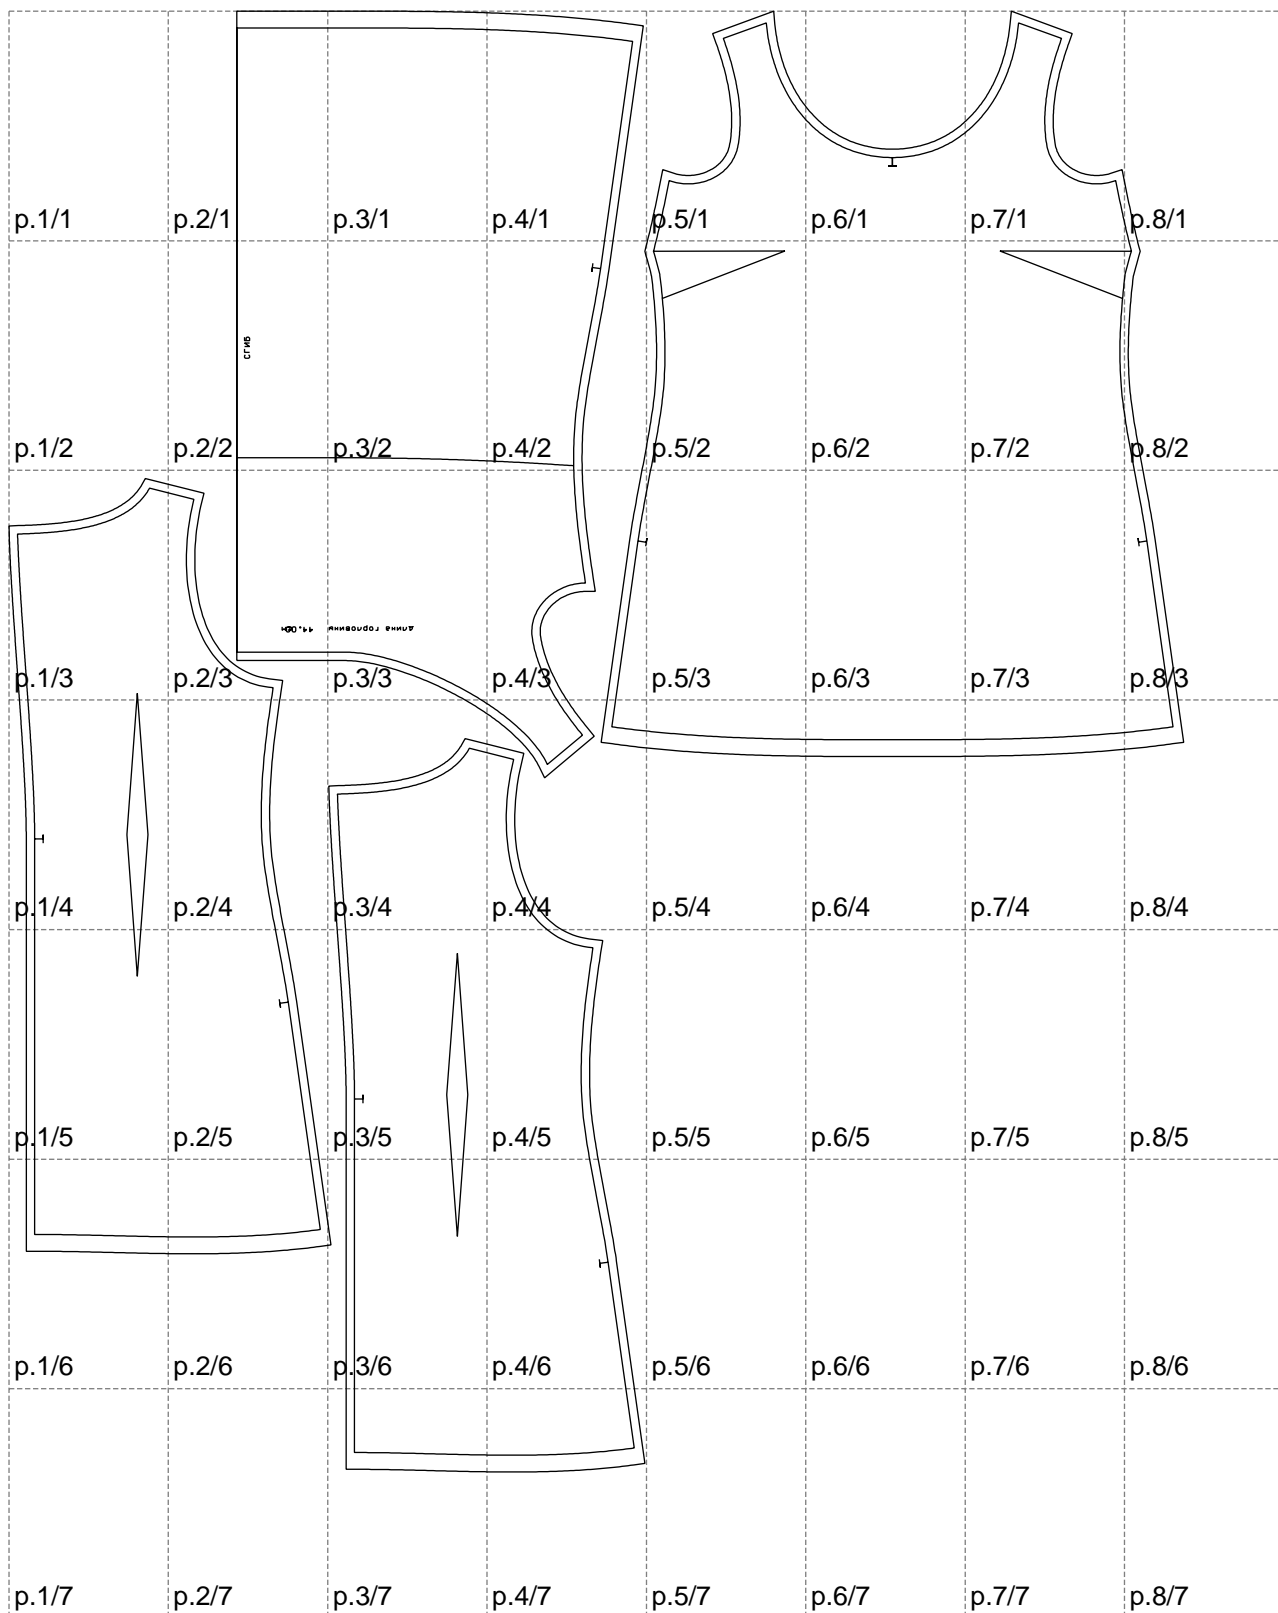 p.1/1 p.2/1 p.3/1 p.4/1 p.5/1 p.6/1 p.7/1 p.8/1
сгиб
p.1/2 p.2/2 p.3/2 p.4/2 p.5/2 p.6/2 p.7/2 p.8/2
длина горловины 44,00
p.1/3 p.2/3 p.3/3 p.4/3 p.5/3 p.6/3 p.7/3 p.8/3
p.1/4 p.2/4 p.3/4 p.4/4 p.5/4 p.6/4 p.7/4 p.8/4
p.1/5 p.2/5 p.3/5 p.4/5 p.5/5 p.6/5 p.7/5 p.8/5
p.1/6 p.2/6 p.3/6 p.4/6 p.5/6 p.6/6 p.7/6 p.8/6
p.1/7 p.2/7 p.3/7 p.4/7 p.5/7 p.6/7 p.7/7 p.8/7